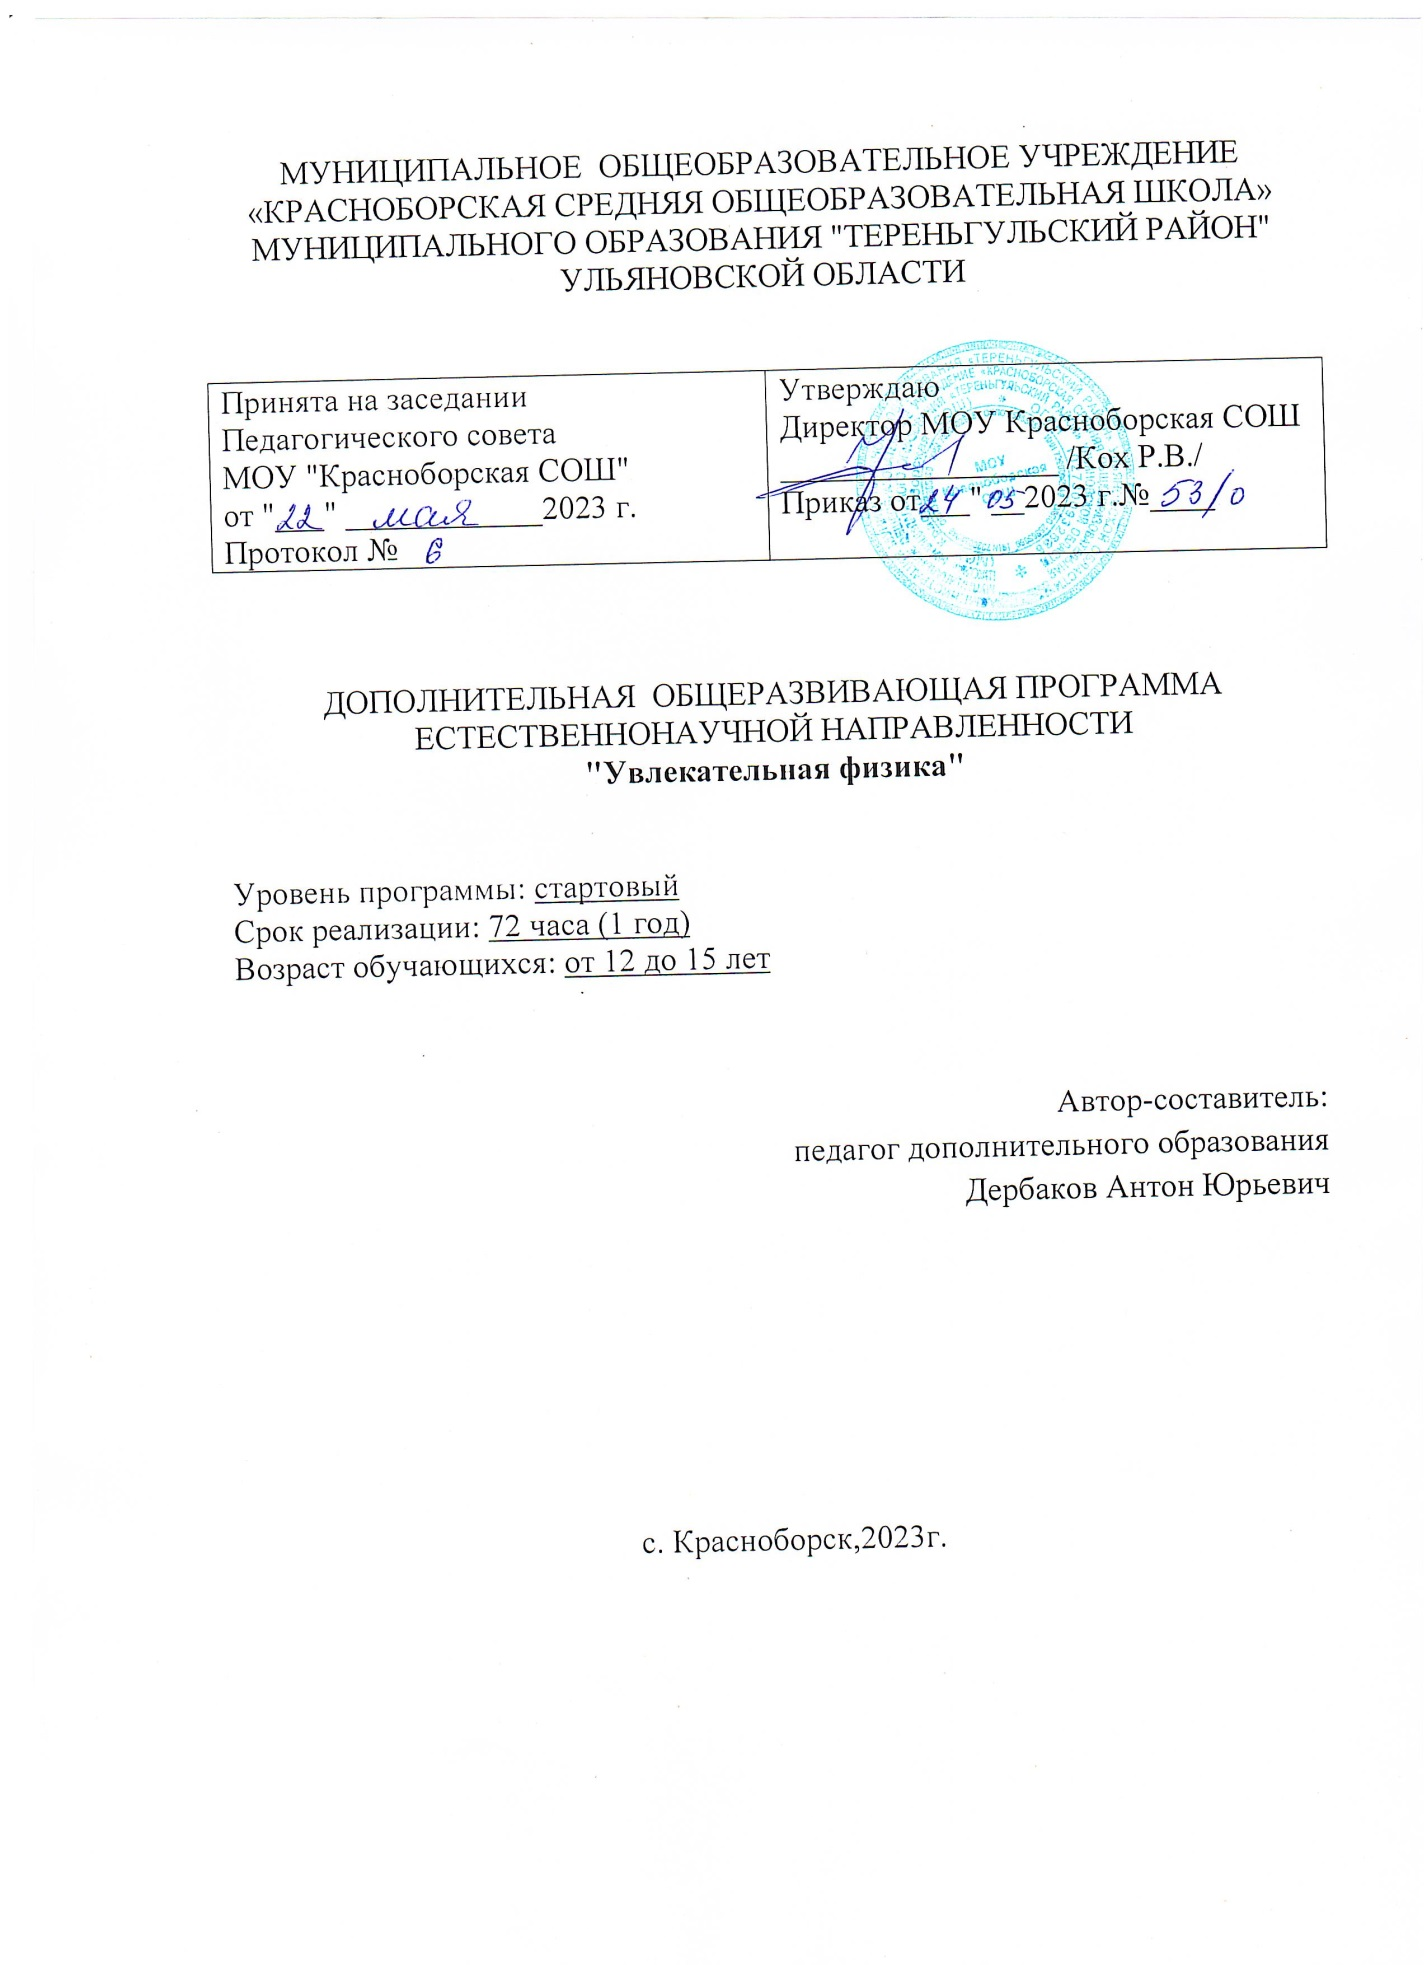 МУНИЦИПАЛЬНОЕ ОБЩЕОБРАЗОВАТЕЛЬНОЕ УЧРЕЖДЕНИЕ
«КРАСНОБОРСКАЯ СРЕДНЯЯ ОБЩЕОБРАЗОВАТЕЛЬНАЯ ШКОЛА»
МУНИЦИПАЛЬНОГО ОБРАЗОВАНИЯ "ТЕРЕНЬГУЛЬСКИЙ РАЙОН"
УЛЬЯНОВСКОЙ ОБЛАСТИ
Принята на заседании
Педагогического совета
МОУ "Красноборская СОШ"
от "22" мая 2023 г.
Протокол № 6
Утверждаю
Директор МОУ Красноборская СОШ
/Кох Р.В./
Приказ от 24 " 05 2023 г.№ 53/0
МОУ
ДОПОЛНИТЕЛЬНАЯ ОБЩЕРАЗВИВАЮЩАЯ ПРОГРАММА
ЕСТЕСТВЕННОНАУЧНОЙ НАПРАВЛЕННОСТИ
"Увлекательная физика"
Уровень программы: стартовый
Срок реализации: 72 часа (1 год)
Возраст обучающихся: от 12 до 15 лет
Автор-составитель:
педагог дополнительного образования
Дербаков Антон Юрьевич
с. Красноборск,2023г.